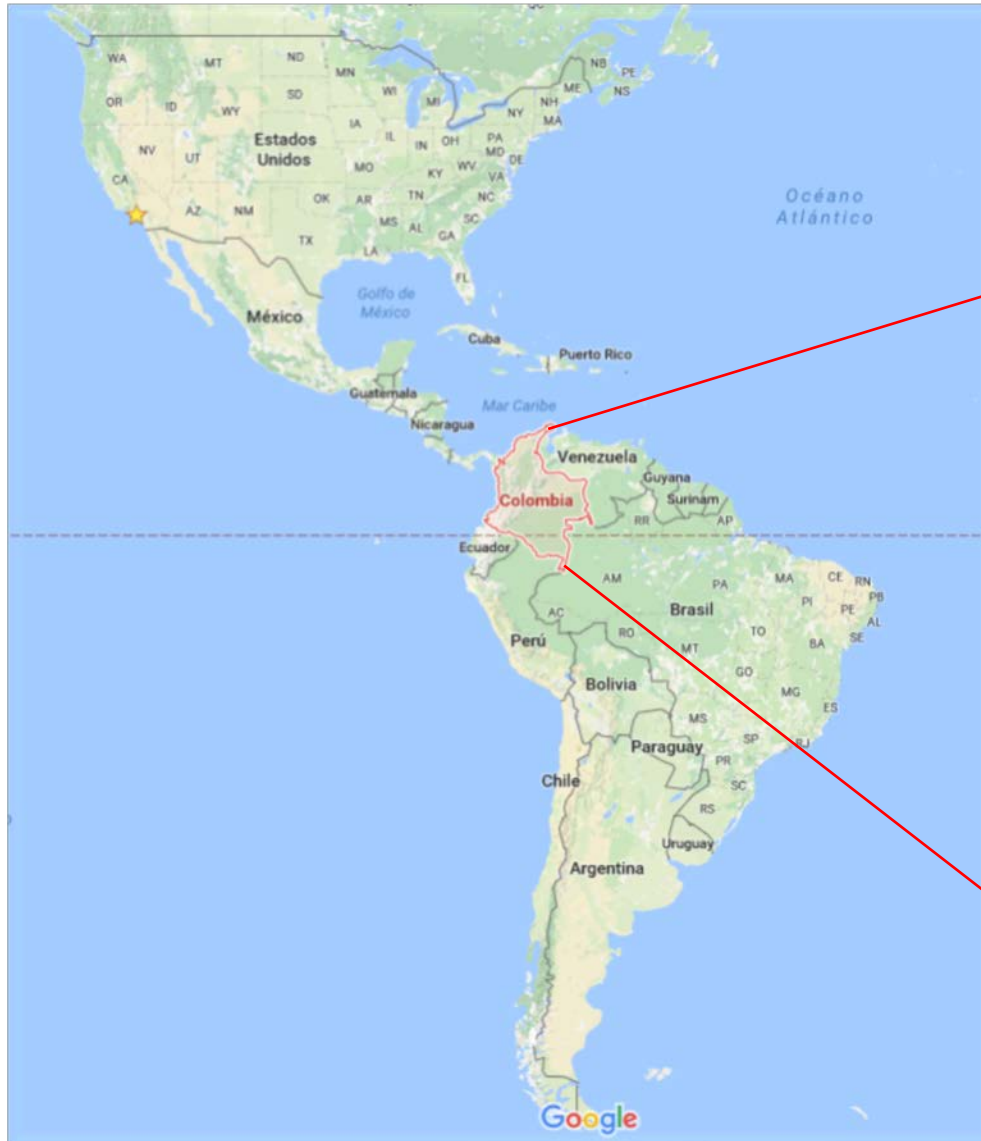 QC
WA
MT
ND
MN
NB
PE
NS
ME
OR
ID
WY
SD
WI
MI
NH
NY
MA
IA
NV
UT
Estados
Unidos
IL
IN
OH
PA
MD
DE
CA
MO
KY
WV
VA
AZ
NM
OK
AR
TN
NC
SC
MS
AL
GA
TX
LA
FL
Océano
Atlántico
Golfo de
México
México
Cuba
Puerto Rico
Guatemala
Mar Caribe
Nicaragua
Venezuela
Guyana
Surinam
Colombia
RR
AP
Ecuador
AM
PA
MA
CE
RN
PB
PI
PE
AL
SE
AC
Brasil
TO
BA
Perú
RO
MT
GO
Bolivia
MG
ES
MS
SP
RJ
Paraguay
PR
Chile
SC
RS
Uruguay
Argentina
Google